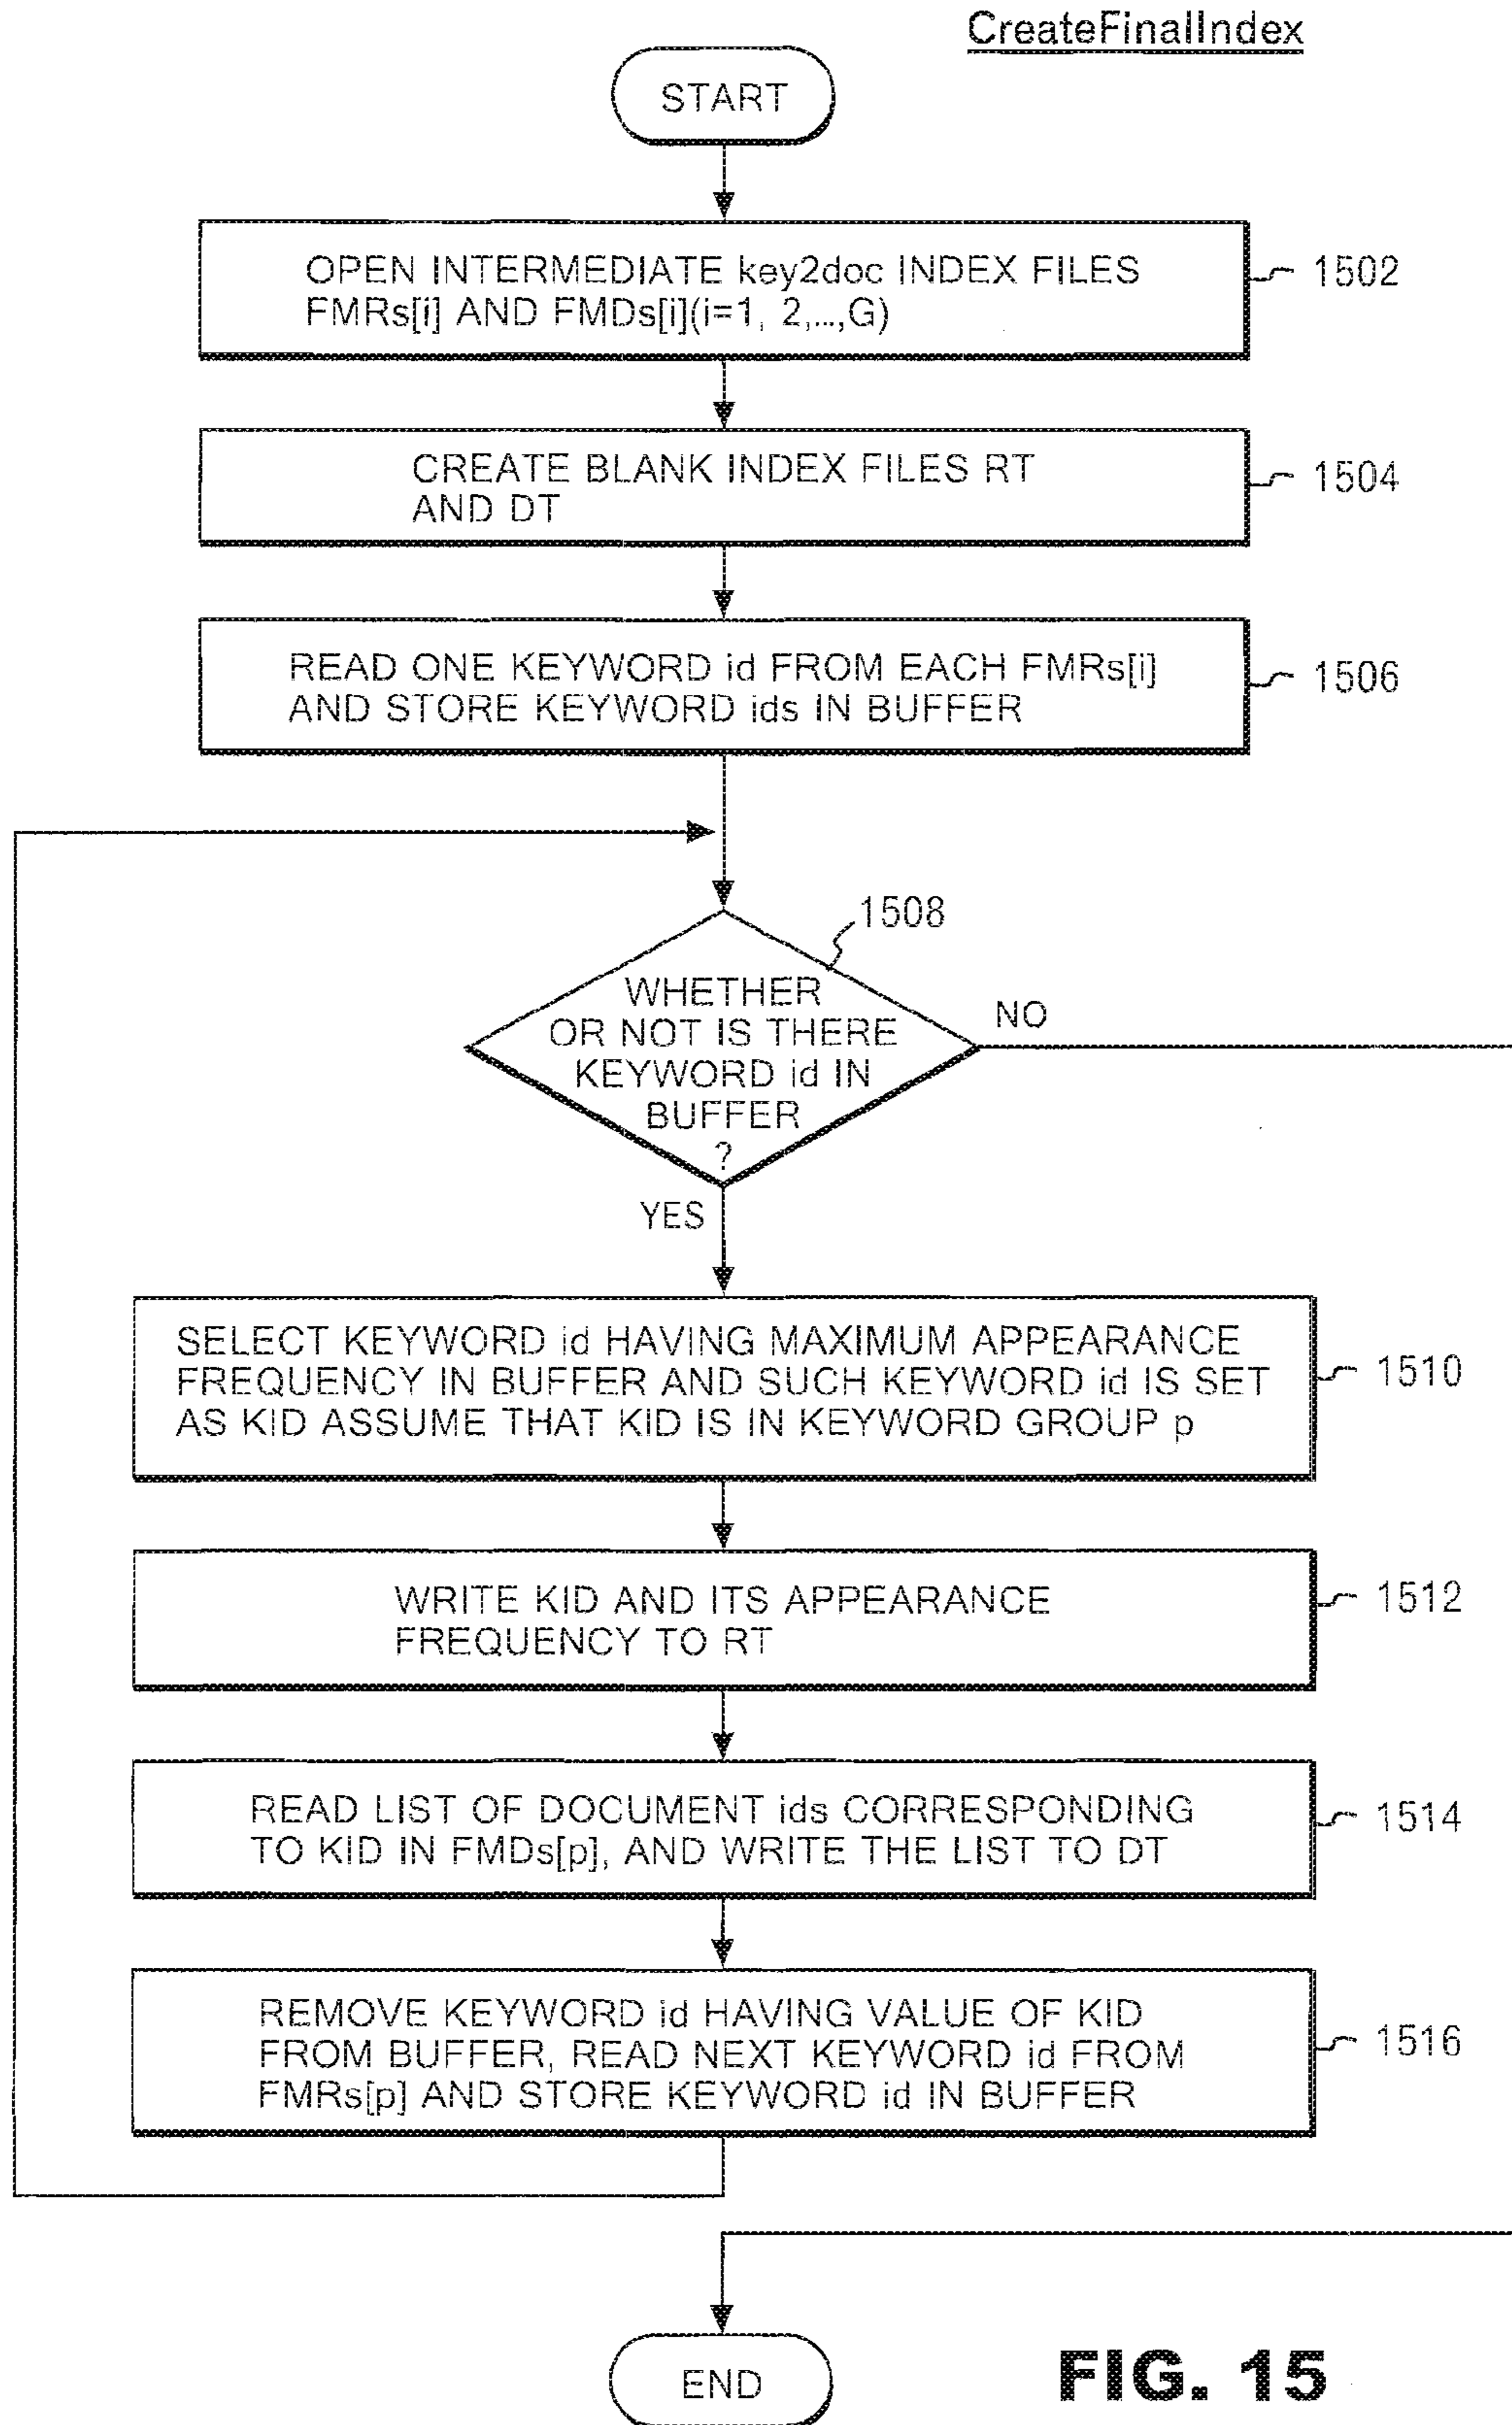 CreateFinalIndex
START
OPEN INTERMEDIATE key2doc INDEX FILES
FMRs[i] AND FMDs[i](i=1, 2,...,G)
1502
CREATE BLANK INDEX FILES RT
AND DT
1504
READ ONE KEYWORD id FROM EACH FMRs[i]
AND STORE KEYWORD ids IN BUFFER
1506
1508
WHETHER
OR NOT IS THERE
KEYWORD id IN
BUFFER
?
NO
YES
SELECT KEYWORD id HAVING MAXIMUM APPEARANCE
FREQUENCY IN BUFFER AND SUCH KEYWORD id IS SET
AS KID ASSUME THAT KID IS IN KEYWORD GROUP p
1510
WRITE KID AND ITS APPEARANCE
FREQUENCY TO RT
1512
READ LIST OF DOCUMENT ids CORRESPONDING
TO KID IN FMDs[p], AND WRITE THE LIST TO DT
1514
REMOVE KEYWORD id HAVING VALUE OF KID
FROM BUFFER, READ NEXT KEYWORD id FROM
FMRs[p] AND STORE KEYWORD id IN BUFFER
1516
END
FIG. 15